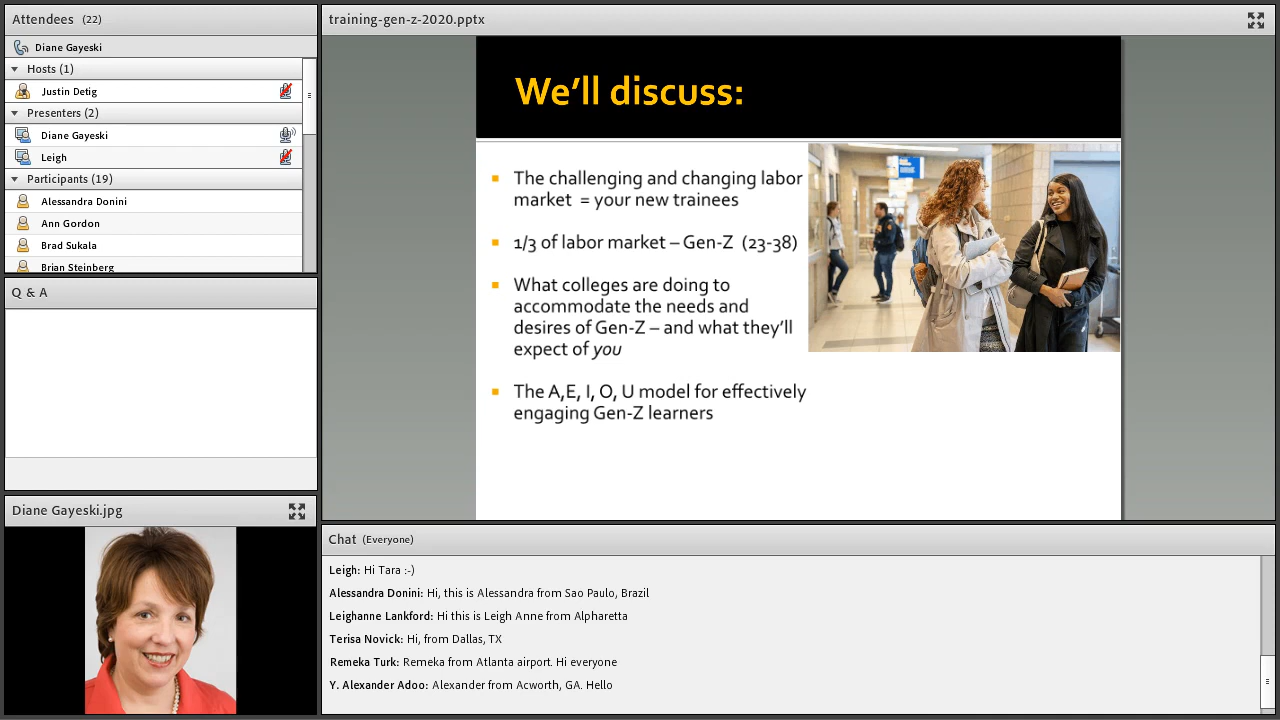 Attendees (22)
Diane Gayeski
Hosts (1)
Justin Detig
Presenters (2)
Diane Gayeski
Leigh
Participants (19)
Alessandra Donini
Ann Gordon
Brad Sukala
Brian Steinberg
Q & A
Diane Gayeski.jpg
training-gen-z-2020.pptx
We'll discuss:
The challenging and changing labor
market = your new trainees
1/3 of labor market – Gen-Z (23-38)
What colleges are doing to
accommodate the needs and
desires of Gen-Z – and what they'll
expect of you
The A,E, I, O, U model for effectively
engaging Gen-Z learners
Chat (Everyone)
Leigh: Hi Tara :-)
Alessandra Donini: Hi, this is Alessandra from Sao Paulo, Brazil
Leighanne Lankford: Hi this is Leigh Anne from Alpharetta
Terisa Novick: Hi, from Dallas, TX
Remeka Turk: Remeka from Atlanta airport. Hi everyone
Y. Alexander Adoo: Alexander from Acworth, GA. Hello